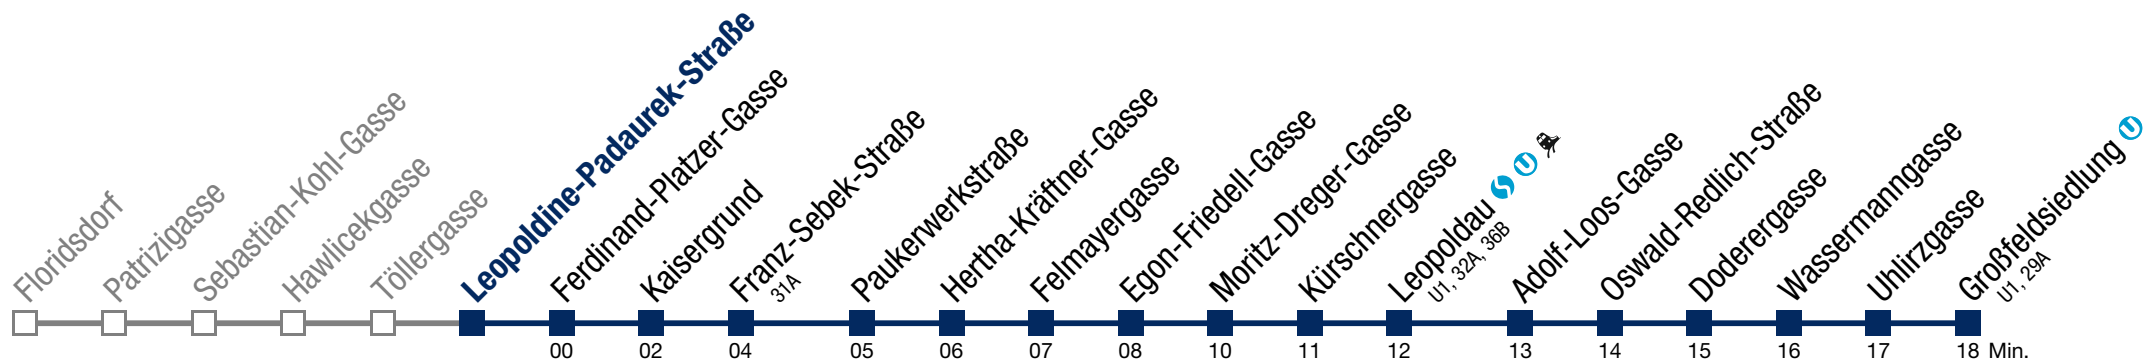 Floridsdorf
Patrizigasse
Sebastian-Kohl-Gasse
Hawlicekgasse
Töllergasse
Leopoldine-Padaurek-Straße
Ferdinand-Platzer-Gasse
Kaisergrund
Franz-Sebek-Straße
31A
Paukerwerkstraße
Hertha-Kräftner-Gasse
Felmayergasse
Egon-Friedell-Gasse
Moritz-Dreger-Gasse
Kürschnergasse
Leopoldau S U
U1, 32A, 36B
Adolf-Loos-Gasse
Oswald-Redlich-Straße
Doderergasse
Wassermanngasse
Uhlirzgasse
Großfeldsiedlung U
U1, 29A
00 02 04 05 06 07 08 10 11 12 13 14 15 16 17 18 Min.